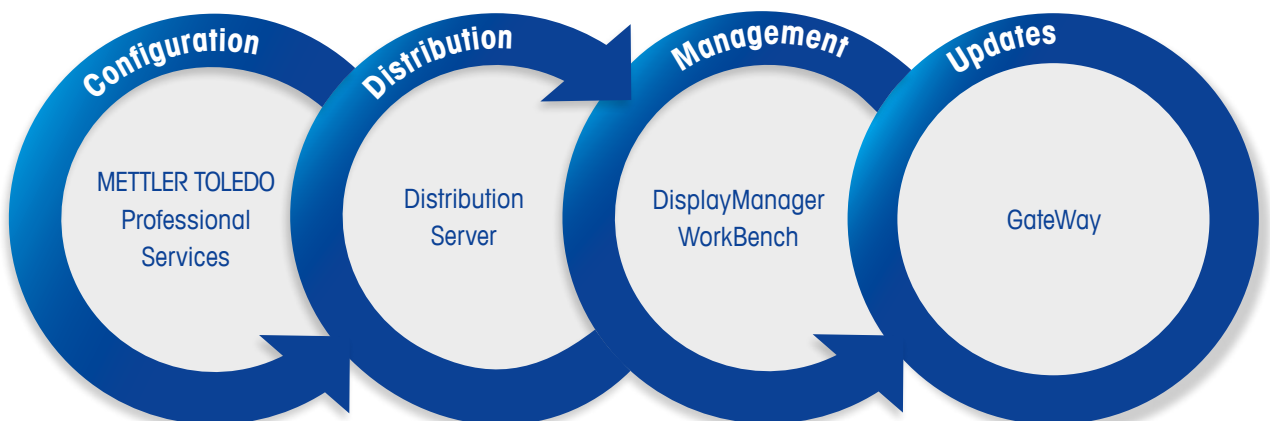 Configuration
METTLER TOLEDO
Professional
Services
Distribution
Distribution
Server
Management
DisplayManager
WorkBench
Updates
GateWay